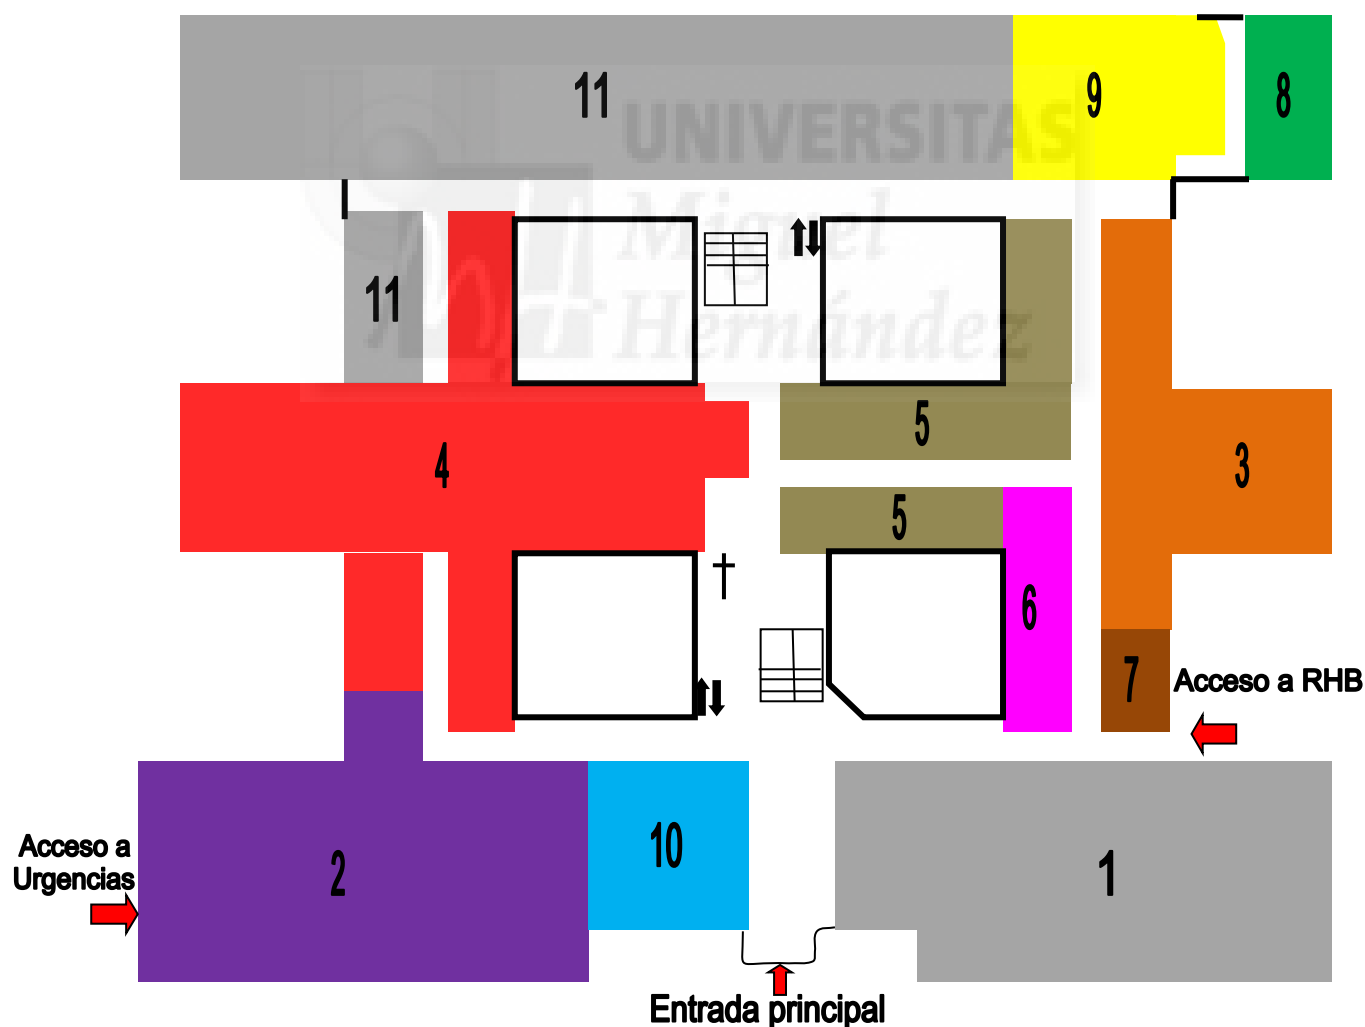 11
9
8
UNIVERSITAS
Miguel
11
Hernández
5
4
3
5
6
7
Acceso a RHB
10
Acceso a
Urgencias
2
1
Entrada principal